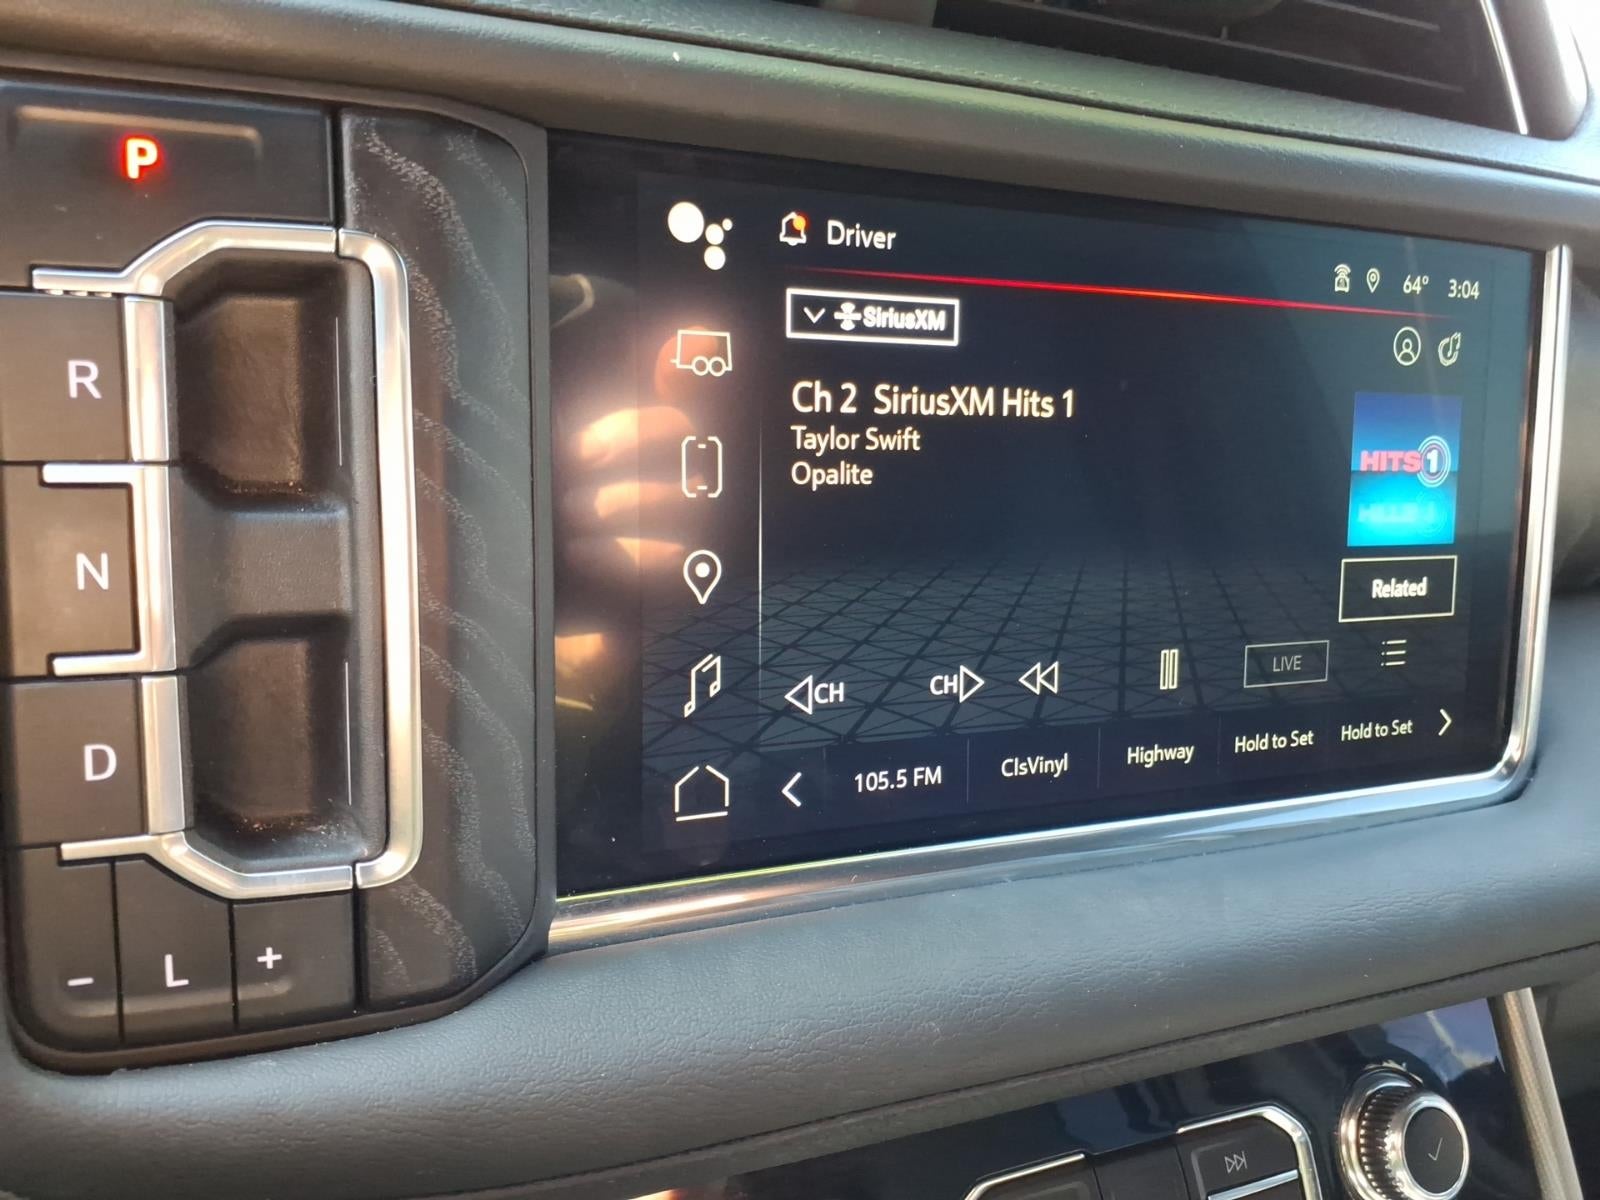 P
R
N
D
- L +
Driver
64° 3:04
SiriusXM
Ch 2 SiriusXM Hits 1
Taylor Swift
Opalite
HITS 1
Related
CH CH LIVE
105.5 FM ClsVinyl Highway Hold to Set Hold to Set